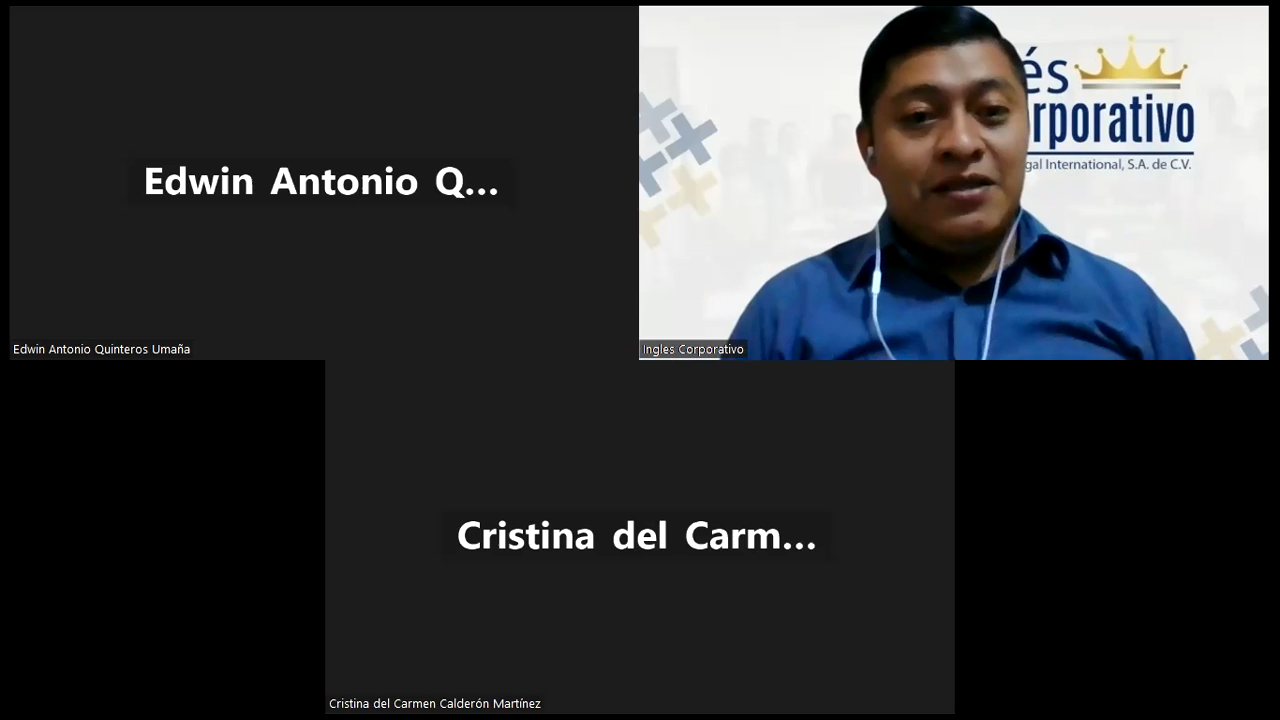 Edwin Antonio Q...
Edwin Antonio Quinteros Umaña
és
rporativo
gal International, S.A. de C.V.
Ingles Corporativo
Cristina del Carm...
Cristina del Carmen Calderón Martínez